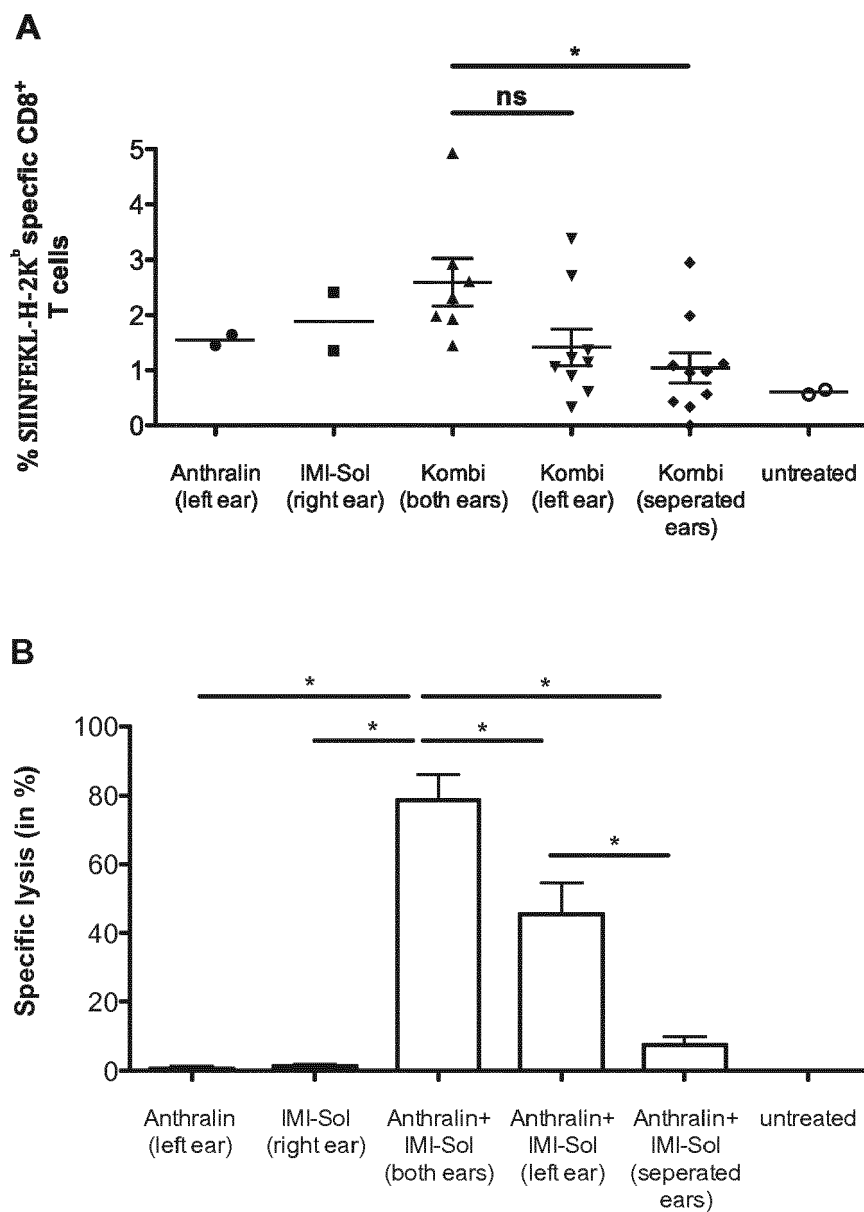 A
*
ns
% SIINFEKL-H-2Kᵇ specfic CD8⁺
T cells
5
4
3
2
1
0
Anthralin
(left ear)
IMI-Sol
(right ear)
Kombi
(both ears)
Kombi
(left ear)
Kombi
(seperated
ears)
untreated
B
*
*
*
*
*
Specific lysis (in %)
100
80
60
40
20
0
Anthralin
(left ear)
IMI-Sol
(right ear)
Anthralin+
IMI-Sol
(both ears)
Anthralin+
IMI-Sol
(left ear)
Anthralin+
IMI-Sol
(seperated
ears)
untreated